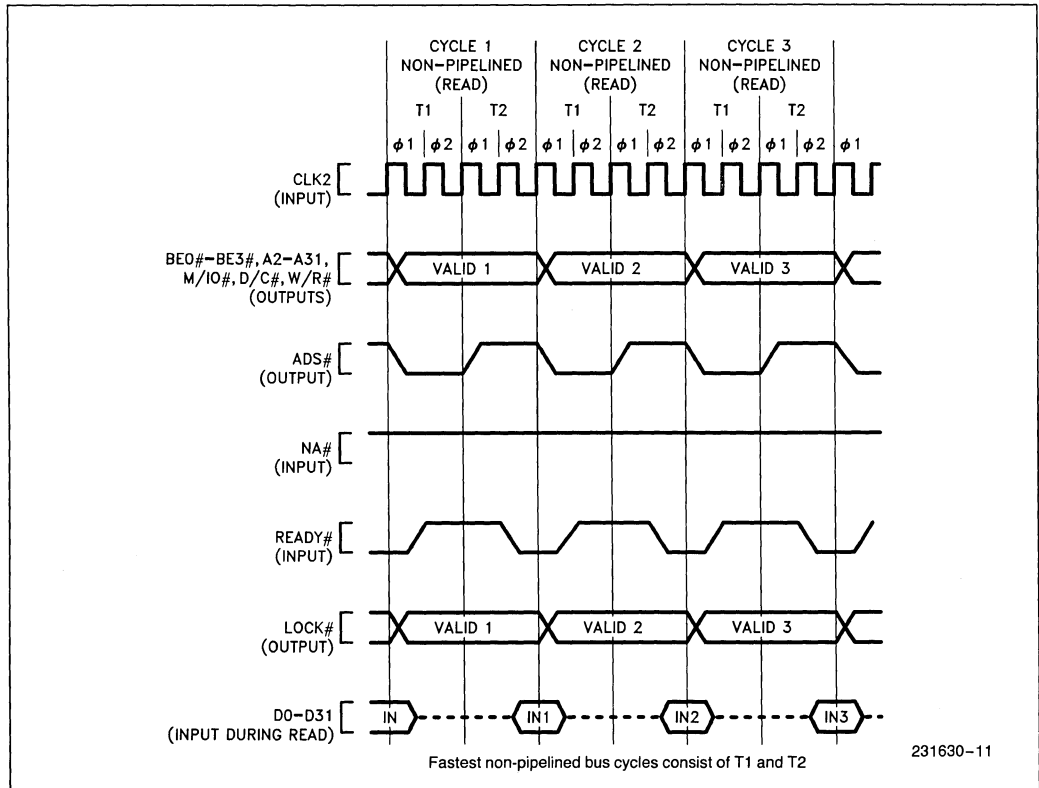 CYCLE 1 CYCLE 2 CYCLE 3
NON-PIPELINED NON-PIPELINED NON-PIPELINED
(READ) (READ) (READ)
T1 T2 T1 T2 T1 T2
φ1 φ2 φ1 φ2 φ1 φ2 φ1 φ2 φ1 φ2 φ1 φ2 φ1
CLK2
(INPUT)
BE0#-BE3#, A2-A31,
M/IO#, D/C#, W/R#
(OUTPUTS)
VALID 1 VALID 2 VALID 3
ADS#
(OUTPUT)
NA#
(INPUT)
READY#
(INPUT)
LOCK#
(OUTPUT)
VALID 1 VALID 2 VALID 3
D0-D31
(INPUT DURING READ)
IN IN1 IN2 IN3
231630-11
Fastest non-pipelined bus cycles consist of T1 and T2